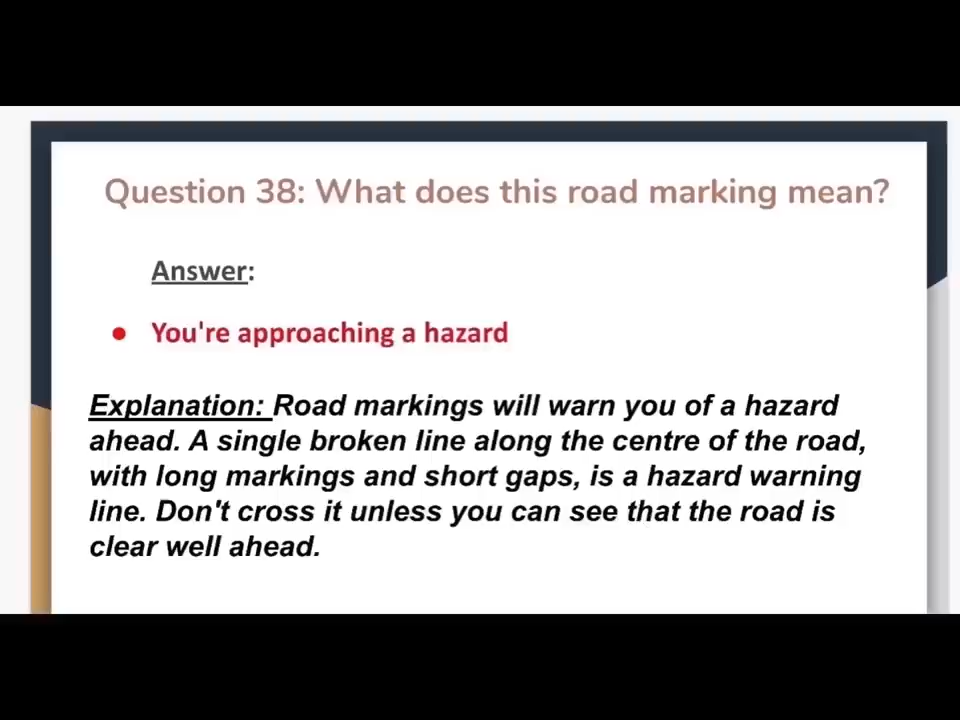 Question 38: What does this road marking mean?
Answer:
● You're approaching a hazard
Explanation: Road markings will warn you of a hazard
ahead. A single broken line along the centre of the road,
with long markings and short gaps, is a hazard warning
line. Don't cross it unless you can see that the road is
clear well ahead.